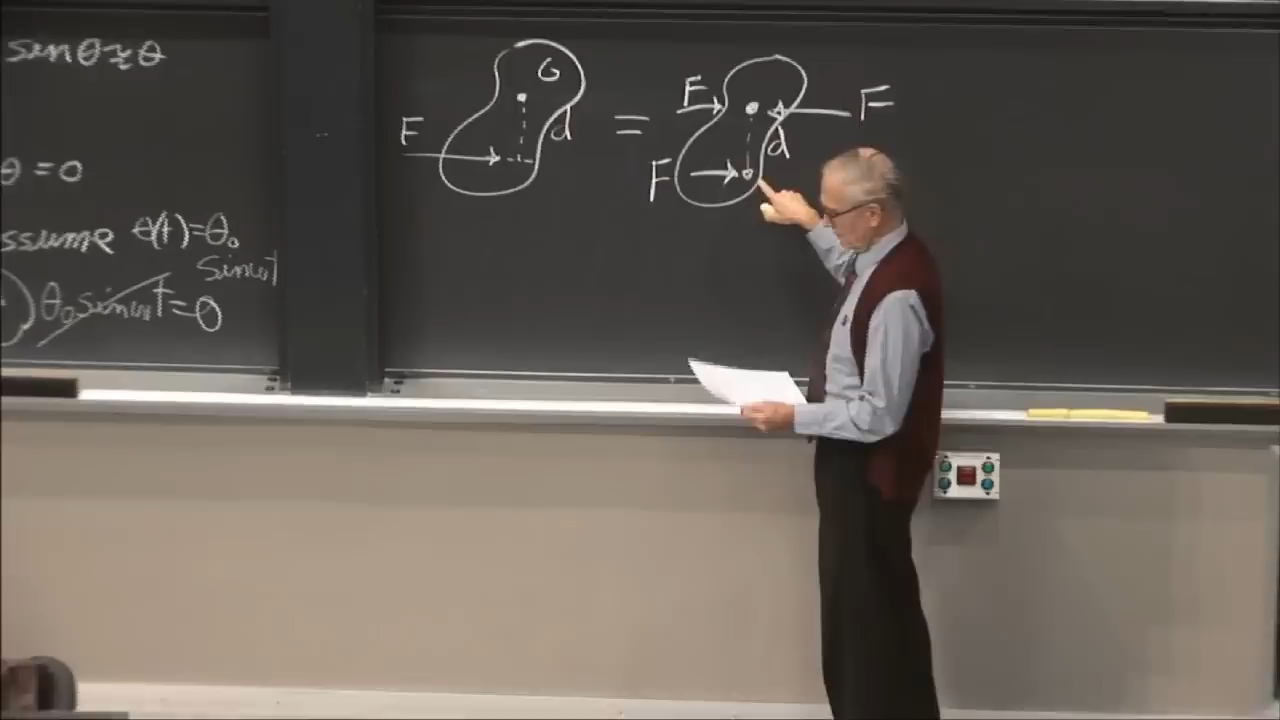 sinθ≈θ
θ=0
ssume θ(t)=θ₀
sinωt
)θ₀sinωt=0
G
F
d
=
F
F
d
F